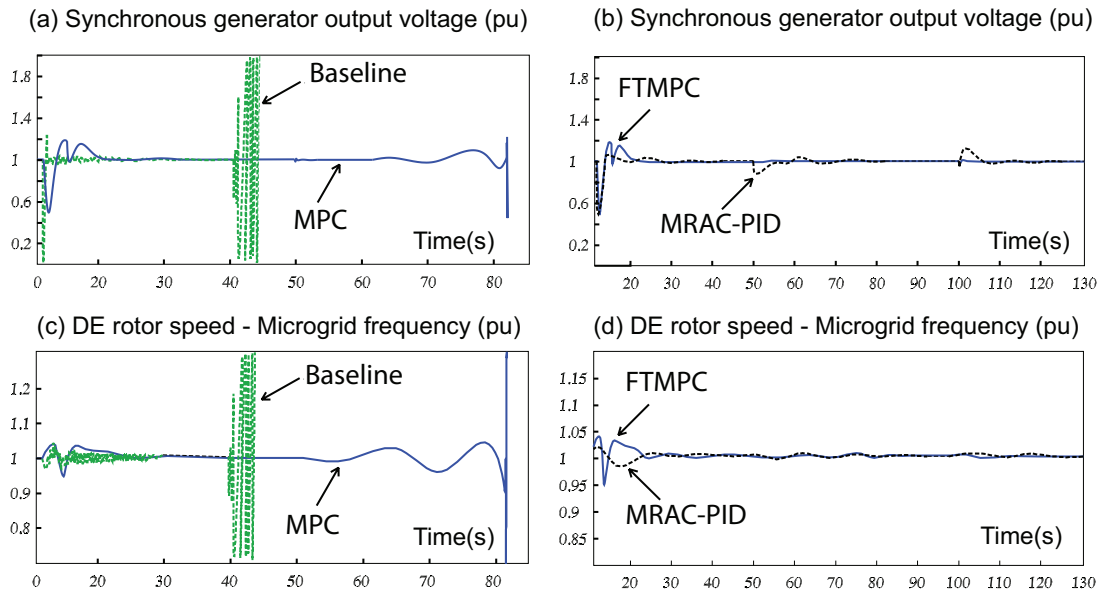 (a) Synchronous generator output voltage (pu)
(b) Synchronous generator output voltage (pu)
1.8
1.4
1
0.6
0.2
Baseline
MPC
Time(s)
0 20 30 40 50 60 70 80
1.8
1.4
1
0.6
0.2
FTMPC
MRAC-PID
Time(s)
20 30 40 50 60 70 80 90 100 110 120 130
(c) DE rotor speed - Microgrid frequency (pu)
(d) DE rotor speed - Microgrid frequency (pu)
1.2
1.1
1
0.9
0.8
Baseline
MPC
Time(s)
0 20 30 40 50 60 70 80
1.15
1.1
1.05
1
0.95
0.9
0.85
FTMPC
MRAC-PID
Time(s)
20 30 40 50 60 70 80 90 100 110 120 130